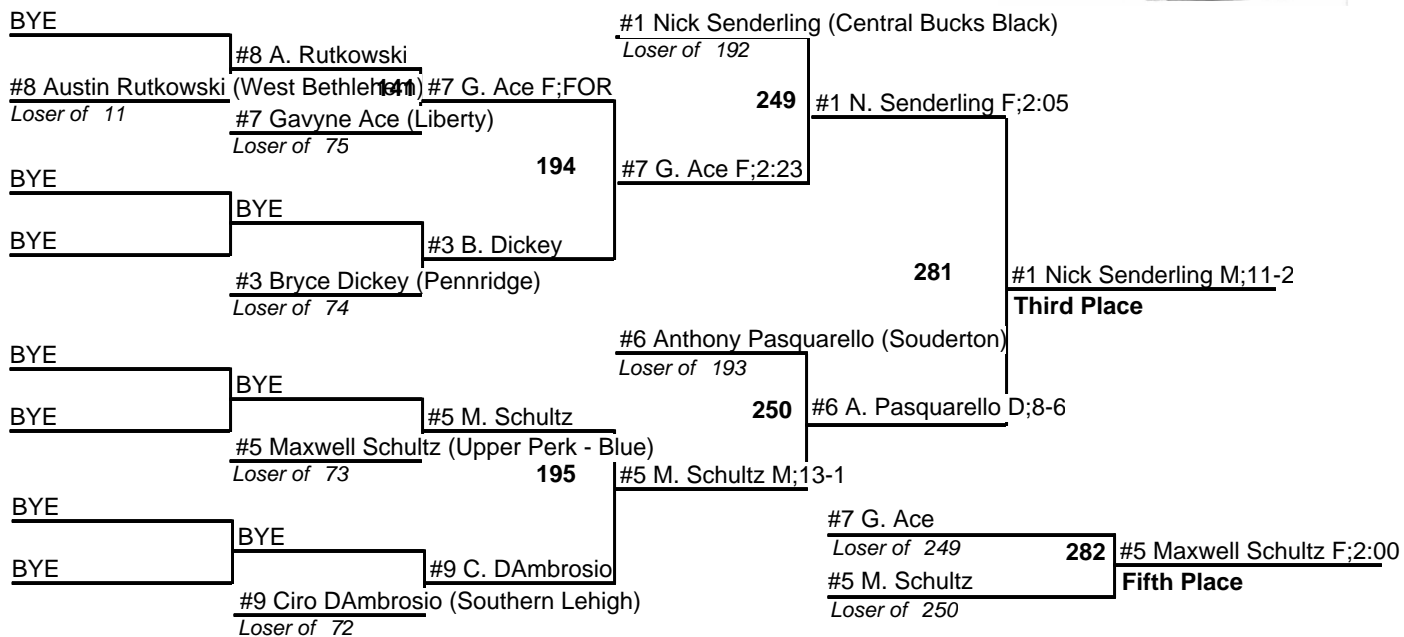 BYE
#8 A. Rutkowski
#8 Austin Rutkowski (West Bethlehem)
141
Loser of 11
#7 G. Ace F;FOR
#7 Gavyne Ace (Liberty)
Loser of 75
194
BYE
BYE
BYE
#3 B. Dickey
#3 Bryce Dickey (Pennridge)
Loser of 74
#1 Nick Senderling (Central Bucks Black)
Loser of 192
249
#7 G. Ace F;2:23
#1 N. Senderling F;2:05
281
#1 Nick Senderling M;11-2
Third Place
BYE
BYE
BYE
#5 M. Schultz
#5 Maxwell Schultz (Upper Perk - Blue)
Loser of 73
195
BYE
BYE
BYE
#9 C. DAmbrosio
#9 Ciro DAmbrosio (Southern Lehigh)
Loser of 72
#6 Anthony Pasquarello (Souderton)
Loser of 193
250
#5 M. Schultz M;13-1
#6 A. Pasquarello D;8-6
#7 G. Ace
Loser of 249
282
#5 M. Schultz
Loser of 250
#5 Maxwell Schultz F;2:00
Fifth Place